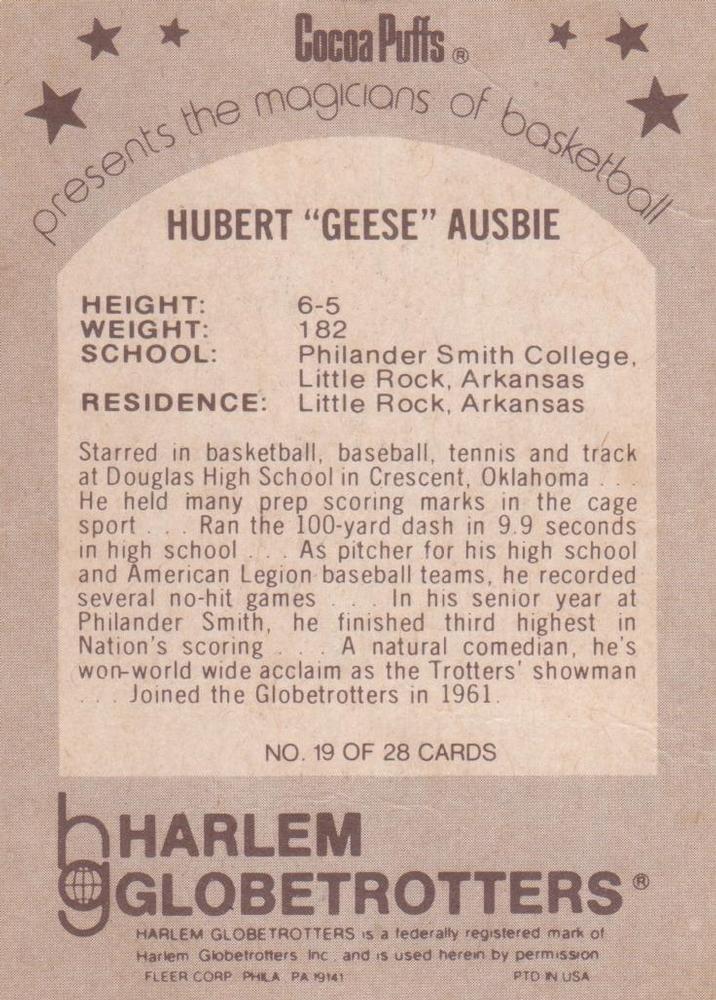 Cocoa Puffs®
presents the magicians of basketball
HUBERT “GEESE” AUSBIE
HEIGHT: 6-5
WEIGHT: 182
SCHOOL: Philander Smith College,
Little Rock, Arkansas
RESIDENCE: Little Rock, Arkansas
Starred in basketball, baseball, tennis and track
at Douglas High School in Crescent, Oklahoma . . .
He held many prep scoring marks in the cage
sport . . . Ran the 100-yard dash in 9.9 seconds
in high school . . . As pitcher for his high school
and American Legion baseball teams, he recorded
several no-hit games . . . In his senior year at
Philander Smith, he finished third highest in
Nation's scoring . . . A natural comedian, he's
won-world wide acclaim as the Trotters' showman
. . . Joined the Globetrotters in 1961.
NO. 19 OF 28 CARDS
hg HARLEM
GLOBETROTTERS®
HARLEM GLOBETROTTERS is a federally registered mark of
Harlem Globetrotters Inc. and is used herein by permission
FLEER CORP. PHILA. PA 19141 PTD IN USA